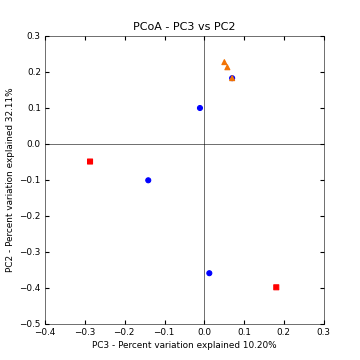 PCoA - PC3 vs PC2
0.3
0.2
0.1
0.0
−0.1
−0.2
−0.3
−0.4
−0.5
PC2 - Percent variation explained 32.11%
−0.4 −0.3 −0.2 −0.1 0.0 0.1 0.2 0.3
PC3 - Percent variation explained 10.20%